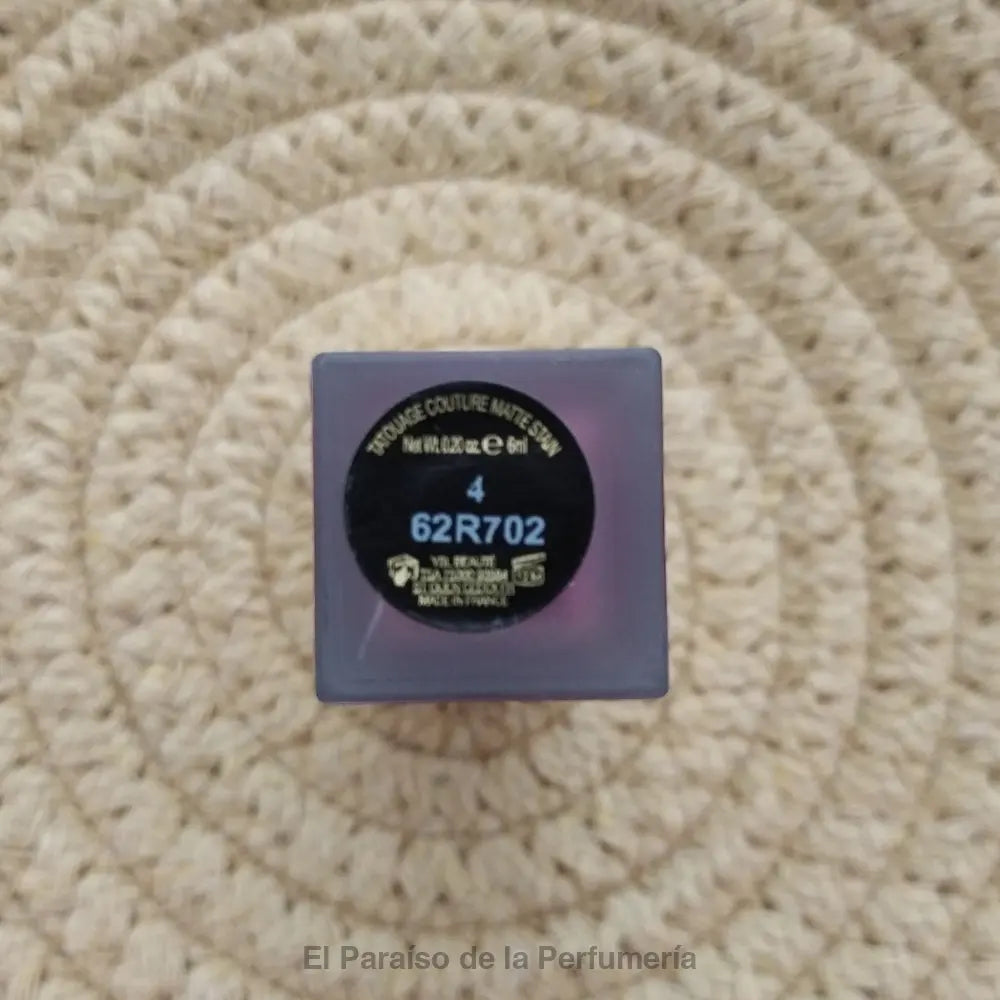 TATOUAGE COUTURE MATTE STAIN
Net Wt. 0.20 oz. e 6ml
4
62R702
YSL BEAUTÉ
MADE IN FRANCE
El Paraíso de la Perfumería